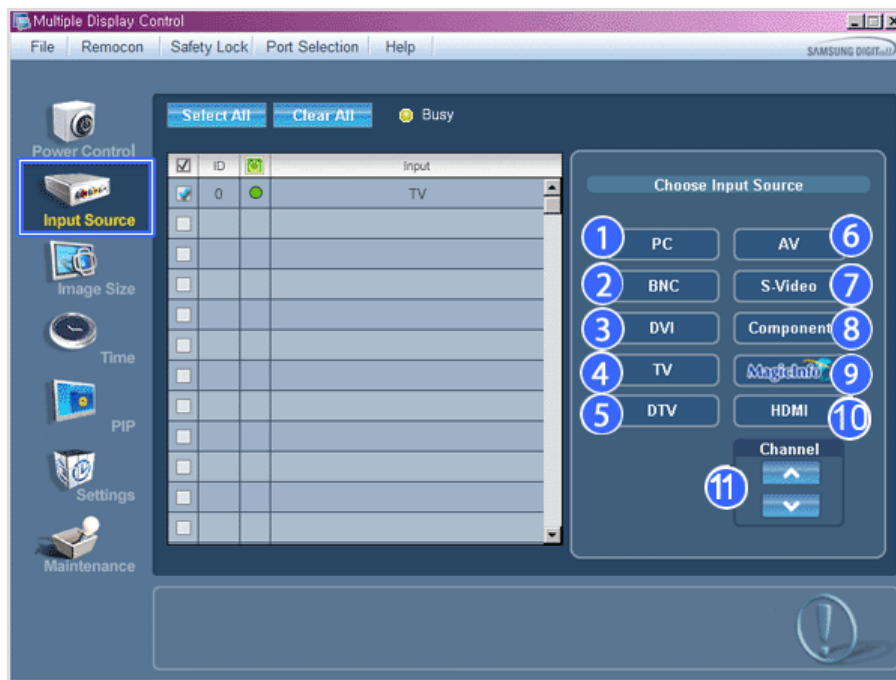 Multiple Display Control
File Remocon Safety Lock Port Selection Help
SAMSUNG DIGITall
Select All Clear All Busy
Power Control
Input Source
Image Size
Time
PIP
Settings
Maintenance
ID Input
0 TV
Choose Input Source
1 PC AV 6
2 BNC S-Video 7
3 DVI Component 8
4 TV MagicInfo 9
5 DTV HDMI 10
Channel
11